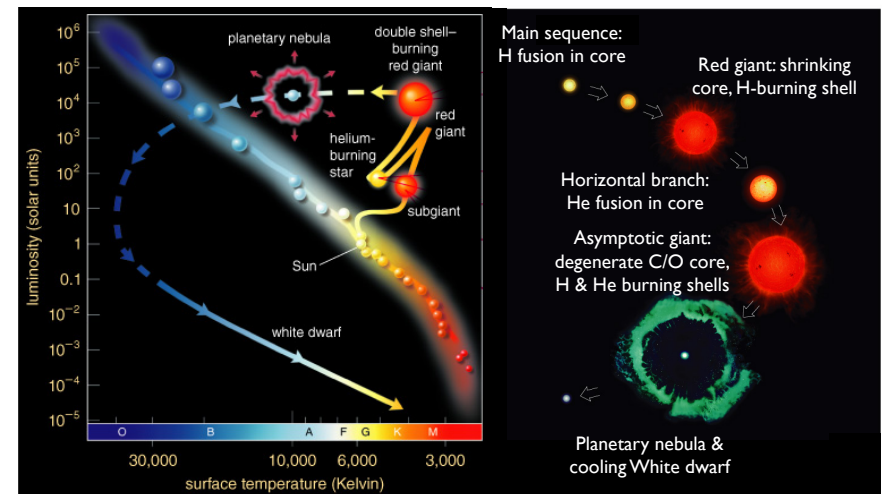 10⁶
10⁵
10⁴
10³
10²
10
1
0.1
10⁻²
10⁻³
10⁻⁴
10⁻⁵
luminosity (solar units)
planetary nebula
double shell–
burning
red giant
red
giant
helium-
burning
star
subgiant
Sun
white dwarf
O B A F G K M
30,000 10,000 6,000 3,000
surface temperature (Kelvin)
Main sequence:
H fusion in core
Red giant: shrinking
core, H-burning shell
Horizontal branch:
He fusion in core
Asymptotic giant:
degenerate C/O core,
H & He burning shells
Planetary nebula &
cooling White dwarf